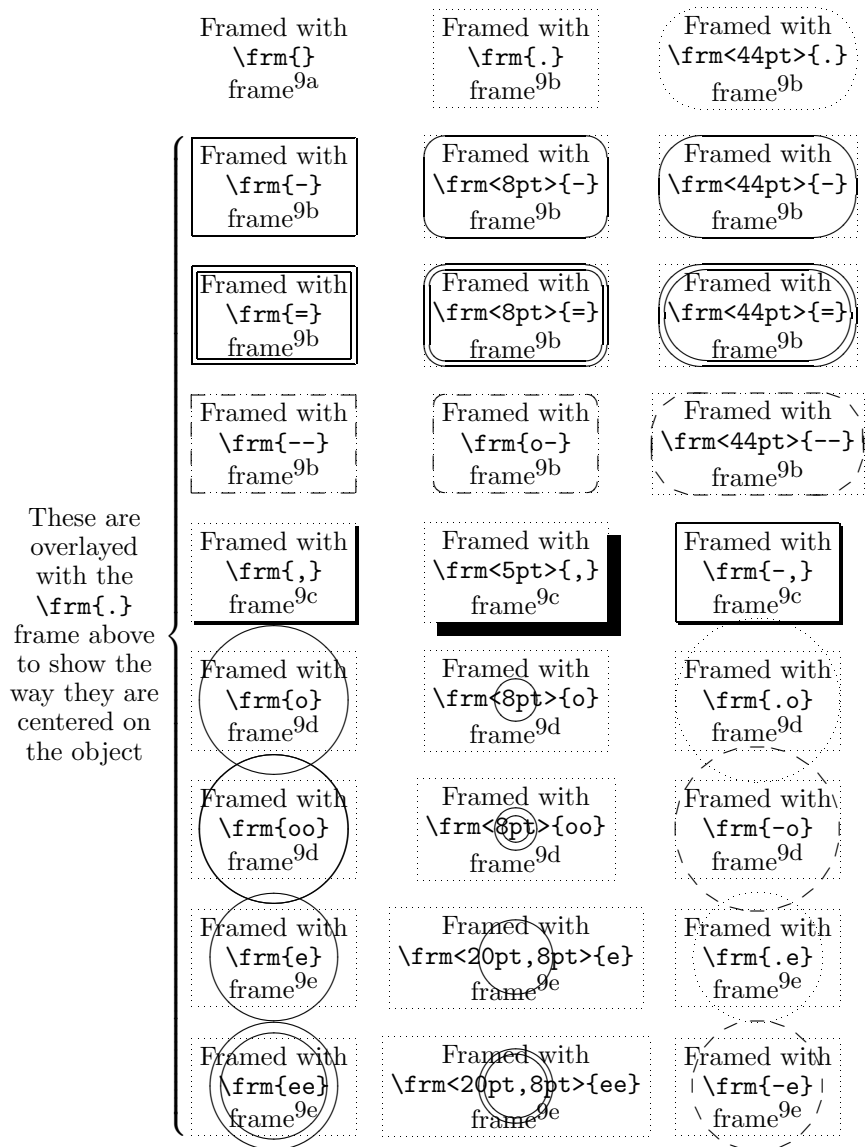 Framed with
\frm{}
frame9a
Framed with
\frm{.}
frame9b
Framed with
\frm<44pt>{.}
frame9b
Framed with
\frm{-}
frame9b
Framed with
\frm<8pt>{-}
frame9b
Framed with
\frm<44pt>{-}
frame9b
Framed with
\frm{=}
frame9b
Framed with
\frm<8pt>{=}
frame9b
Framed with
\frm<44pt>{=}
frame9b
Framed with
\frm{--}
frame9b
Framed with
\frm{o-}
frame9b
Framed with
\frm<44pt>{--}
frame9b
These are
overlayed
with the
\frm{.}
frame above
to show the
way they are
centered on
the object
Framed with
\frm{,}
frame9c
Framed with
\frm<5pt>{,}
frame9c
Framed with
\frm{-,}
frame9c
Framed with
\frm{o}
frame9d
Framed with
\frm<8pt>{o}
frame9d
Framed with
\frm{.o}
frame9d
Framed with
\frm{oo}
frame9d
Framed with
\frm<8pt>{oo}
frame9d
Framed with
\frm{-o}
frame9d
Framed with
\frm{e}
frame9e
Framed with
\frm<20pt,8pt>{e}
frame9e
Framed with
\frm{.e}
frame9e
Framed with
\frm{ee}
frame9e
Framed with
\frm<20pt,8pt>{ee}
frame9e
Framed with
\frm{-e}
frame9e